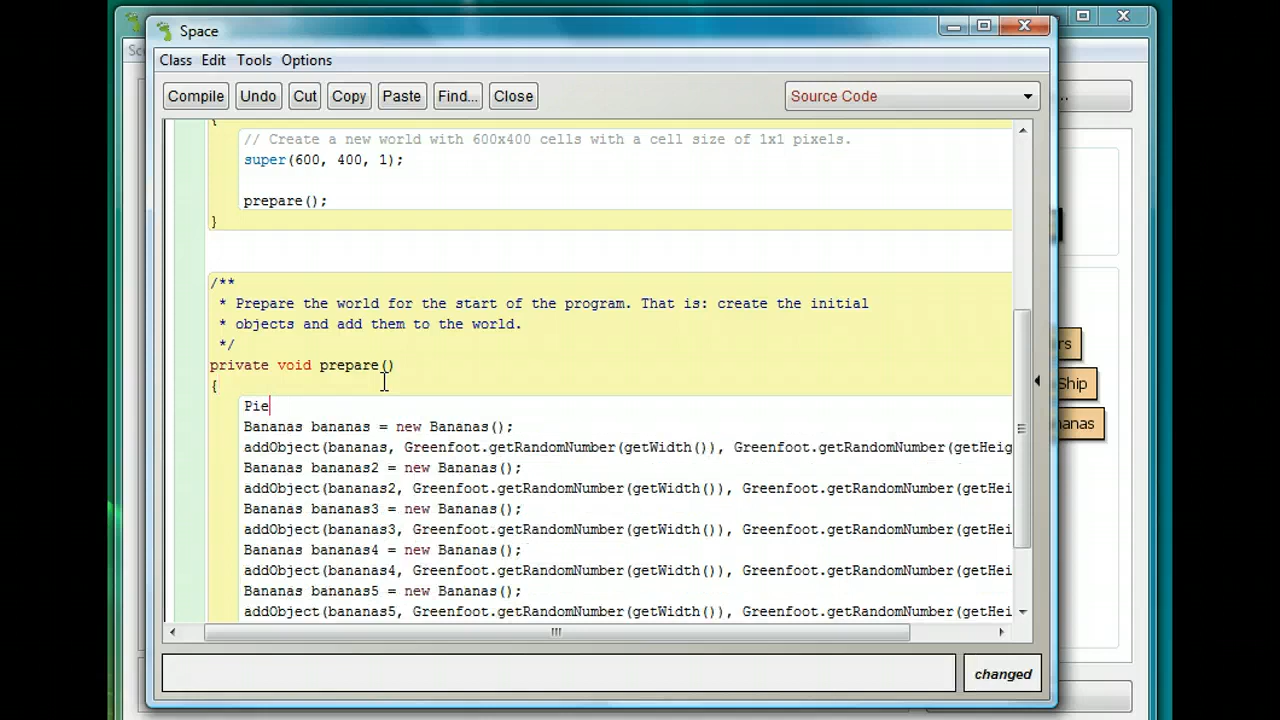 Space
Class Edit Tools Options
Compile Undo Cut Copy Paste Find... Close Source Code
// Create a new world with 600x400 cells with a cell size of 1x1 pixels.
super(600, 400, 1);
prepare();
}
/**
* Prepare the world for the start of the program. That is: create the initial
* objects and add them to the world.
*/
private void prepare()
{
Pie
Bananas bananas = new Bananas();
addObject(bananas, Greenfoot.getRandomNumber(getWidth()), Greenfoot.getRandomNumber(getHeig
Bananas bananas2 = new Bananas();
addObject(bananas2, Greenfoot.getRandomNumber(getWidth()), Greenfoot.getRandomNumber(getHei
Bananas bananas3 = new Bananas();
addObject(bananas3, Greenfoot.getRandomNumber(getWidth()), Greenfoot.getRandomNumber(getHei
Bananas bananas4 = new Bananas();
addObject(bananas4, Greenfoot.getRandomNumber(getWidth()), Greenfoot.getRandomNumber(getHei
Bananas bananas5 = new Bananas();
addObject(bananas5, Greenfoot.getRandomNumber(getWidth()), Greenfoot.getRandomNumber(getHei
changed
Sc
..
rs
Ship
anas